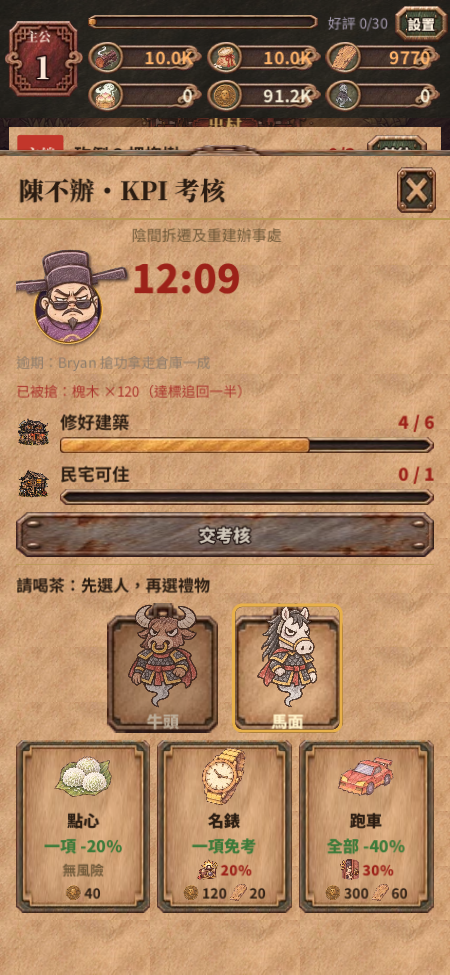 主公
1
好評 0/30
設置
10.0K
10.0K
9770
0
91.2K
0
陳不辦・KPI 考核
陰間拆遷及重建辦事處
12:09
逾期：Bryan 搶功拿走倉庫一成
已被搶：槐木 ×120（達標追回一半）
修好建築
4 / 6
民宅可住
0 / 1
交考核
請喝茶：先選人，再選禮物
牛頭
馬面
點心
一項 -20%
無風險
40
名錶
一項免考
20%
120
20
跑車
全部 -40%
30%
300
60